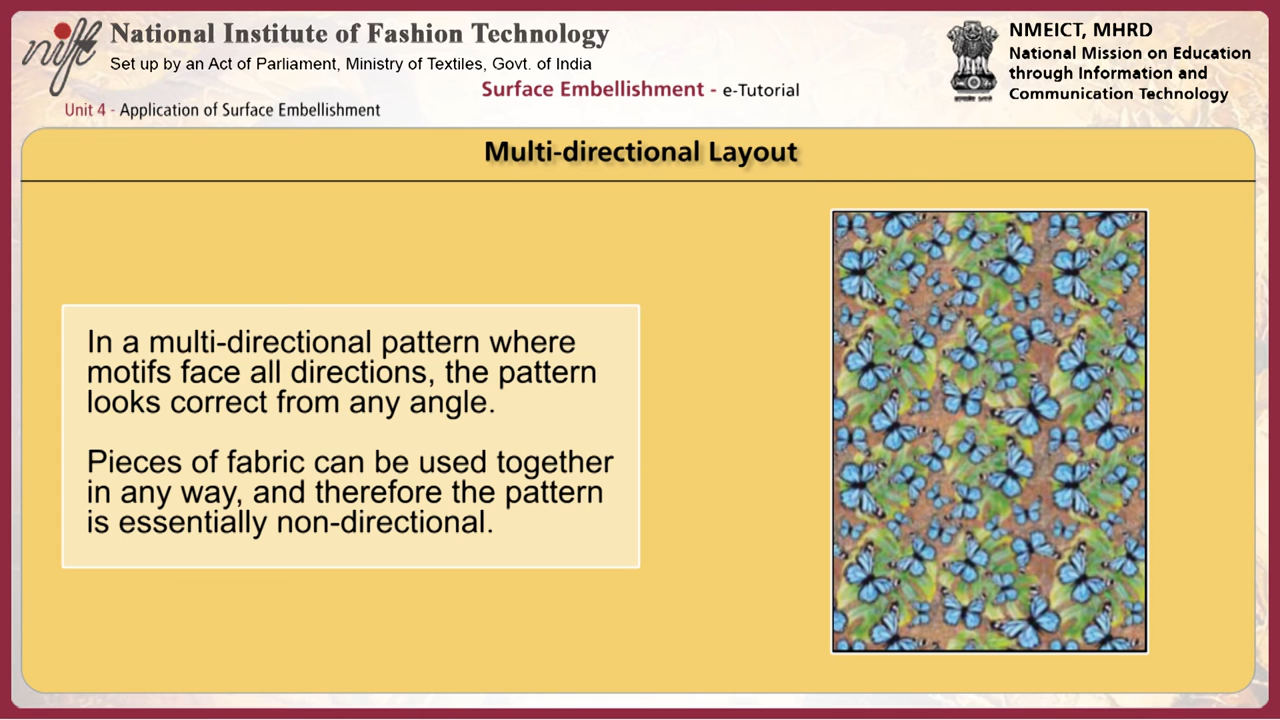 nift
National Institute of Fashion Technology
Set up by an Act of Parliament, Ministry of Textiles, Govt. of India
NMEICT, MHRD
National Mission on Education
through Information and
Communication Technology
Surface Embellishment - e-Tutorial
Unit 4 - Application of Surface Embellishment
Multi-directional Layout
In a multi-directional pattern where
motifs face all directions, the pattern
looks correct from any angle.
Pieces of fabric can be used together
in any way, and therefore the pattern
is essentially non-directional.